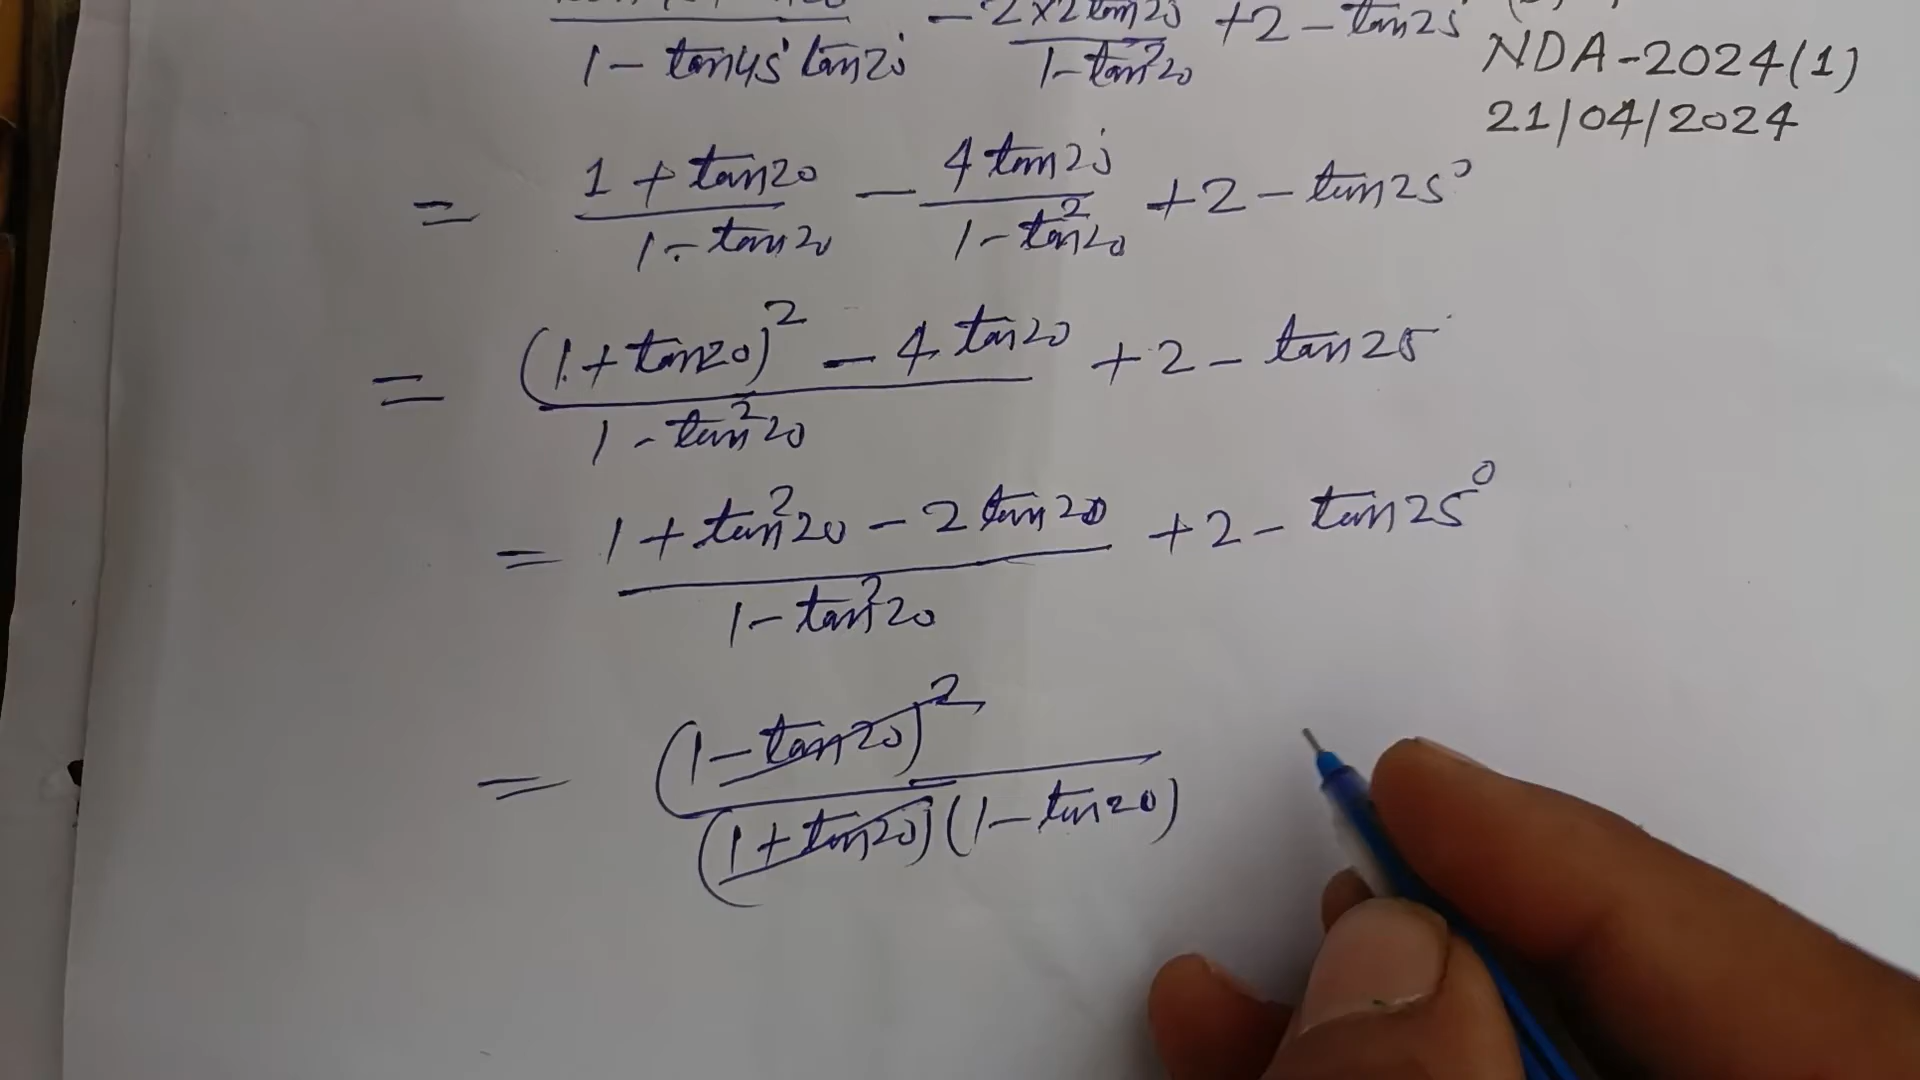 1 - tan45° tan20° - 2×2tan20° / 1 - tan²20 + 2 - tan25°
NDA-2024(1)
21/04/2024
= 1 + tan20 / 1 - tan20 - 4tan20° / 1 - tan²20 + 2 - tan25°
= (1 + tan20)² - 4tan20 / 1 - tan²20 + 2 - tan25
= 1 + tan²20 - 2tan20 / 1 - tan²20 + 2 - tan25°
= (1 - tan20)² / (1 + tan20)(1 - tan20)